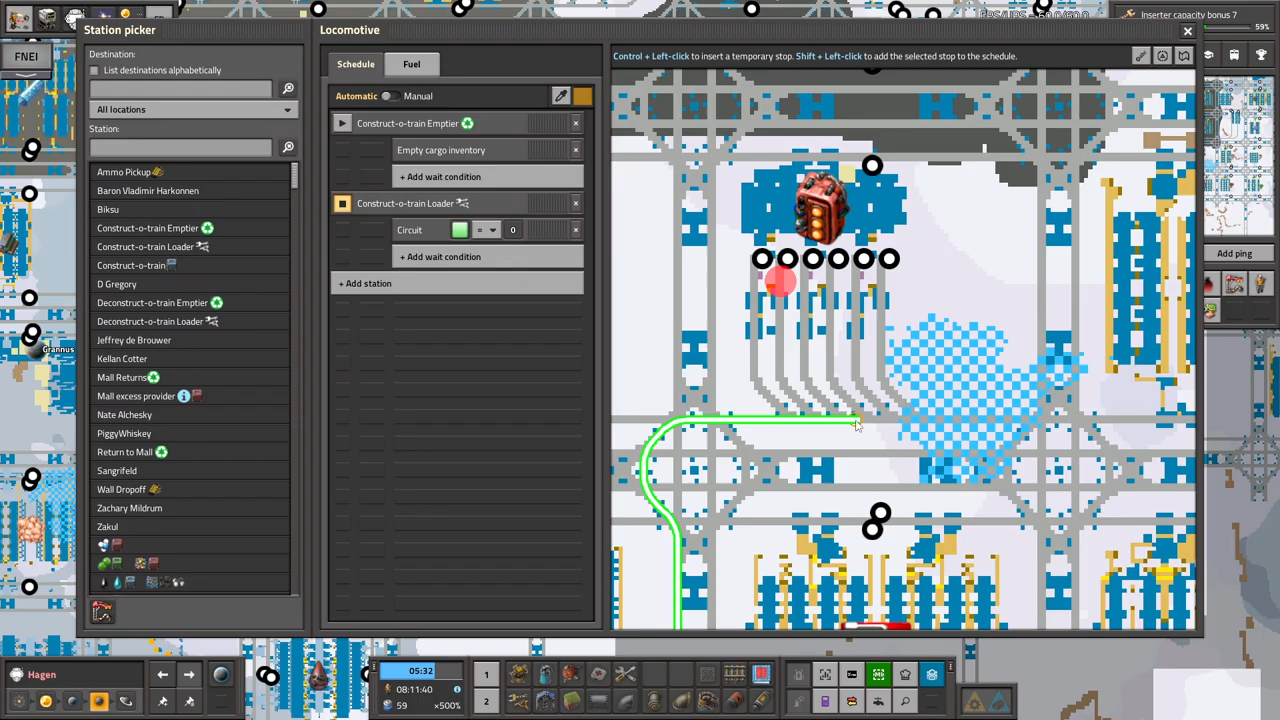 Inserter capacity bonus 7
59%
FNEI
Station picker
Destination:
List destinations alphabetically
All locations
Station:
Ammo Pickup
Baron Vladimir Harkonnen
Biksu
Construct-o-train Emptier
Construct-o-train Loader
Construct-o-train
D Gregory
Deconstruct-o-train Emptier
Deconstruct-o-train Loader
Jeffrey de Brouwer
Kellan Cotter
Mall Returns
Mall excess provider
Nate Alchesky
PiggyWhiskey
Return to Mall
Sangrifeld
Wall Dropoff
Zachary Mildrum
Zakul
Locomotive
Schedule
Fuel
Automatic
Manual
Construct-o-train Emptier
Empty cargo inventory
+ Add wait condition
Construct-o-train Loader
Circuit = 0
+ Add wait condition
+ Add station
Control + Left-click to insert a temporary stop. Shift + Left-click to add the selected stop to the schedule.
Add ping
Grannus
Hagen
05:32
08:11:40
59
×500%
1
2